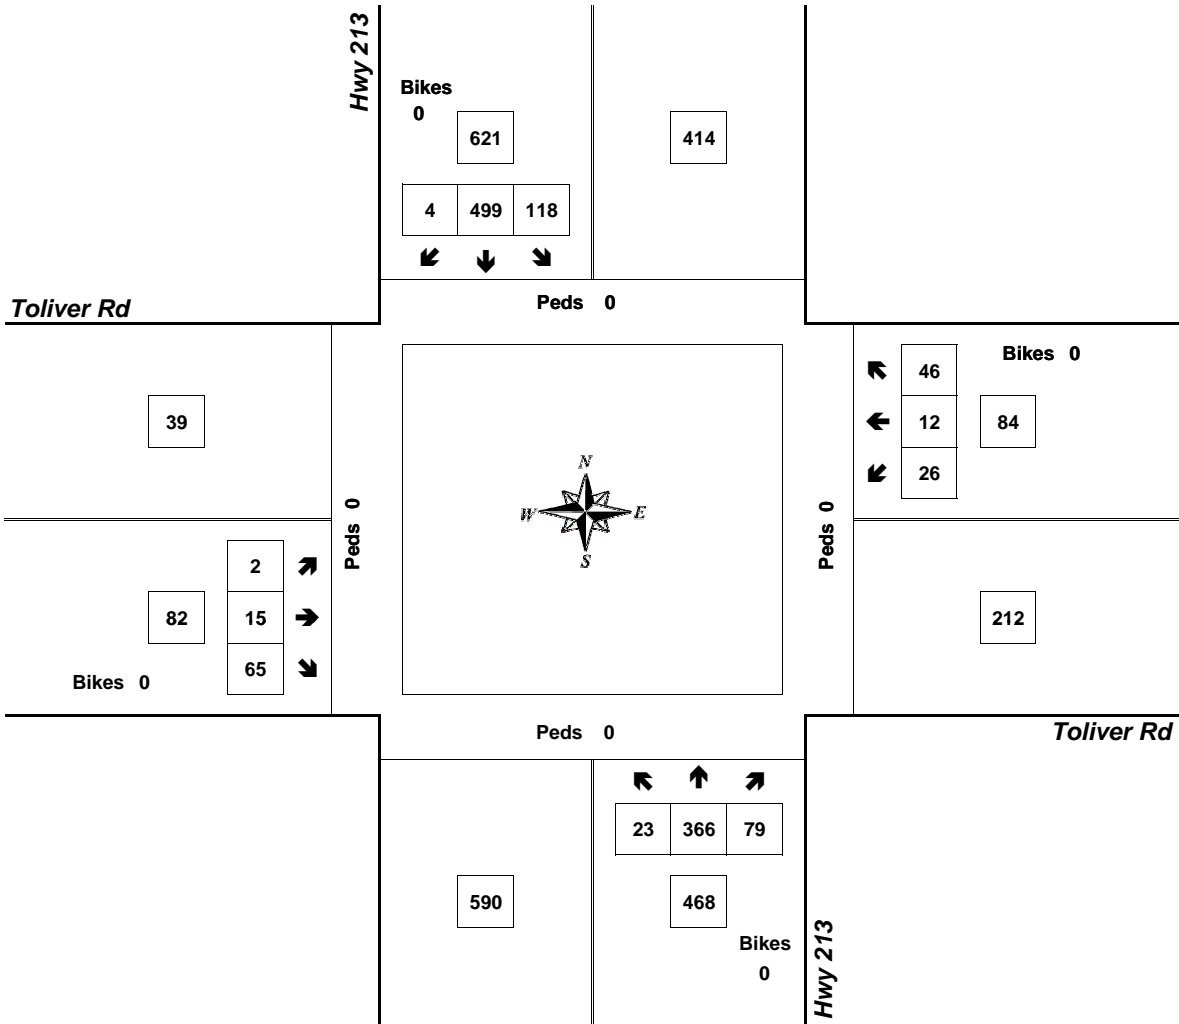 Hwy 213
Bikes
0
621
414
4 499 118
Peds 0
Toliver Rd
46
Bikes 0
39
12
84
26
N
W E
S
Peds 0
Peds 0
2
82
15
212
65
Bikes 0
Peds 0
Toliver Rd
23 366 79
590
468
Bikes
0
Hwy 213